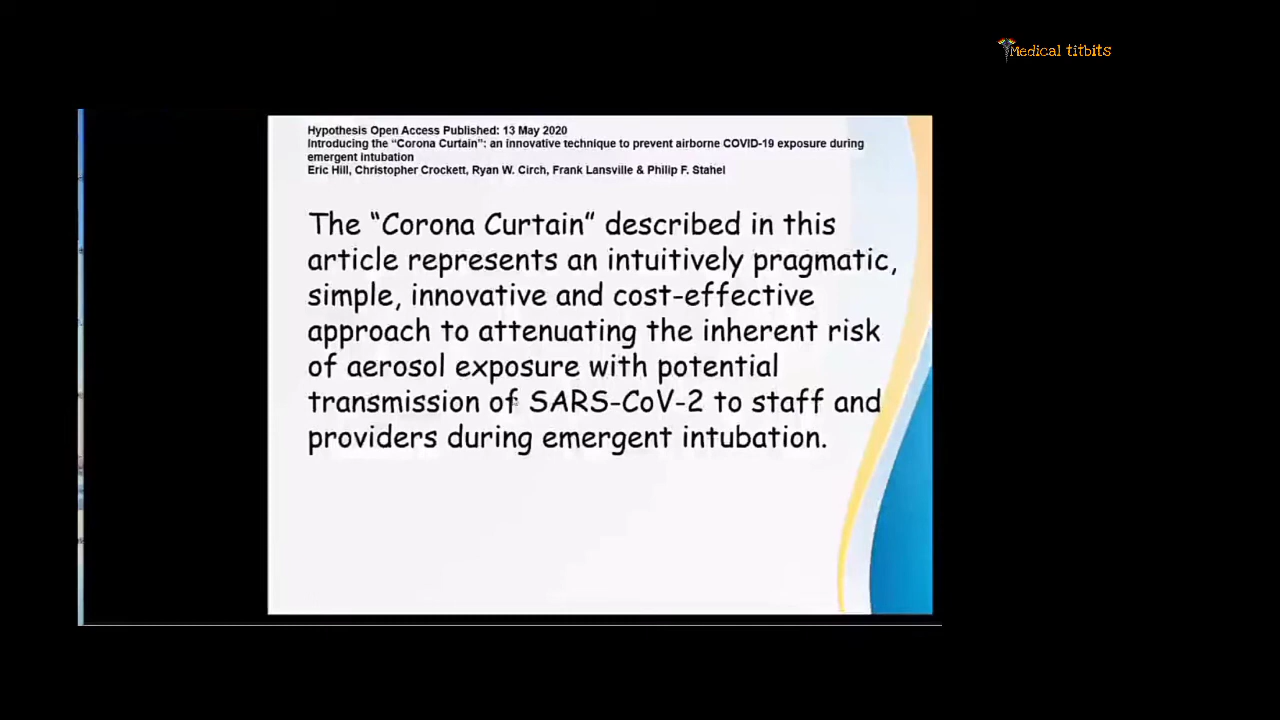 Medical titbits
Hypothesis Open Access Published: 13 May 2020
Introducing the “Corona Curtain”: an innovative technique to prevent airborne COVID-19 exposure during
emergent intubation
Eric Hill, Christopher Crockett, Ryan W. Circh, Frank Lansville & Philip F. Stahel
The “Corona Curtain” described in this
article represents an intuitively pragmatic,
simple, innovative and cost-effective
approach to attenuating the inherent risk
of aerosol exposure with potential
transmission of SARS-CoV-2 to staff and
providers during emergent intubation.